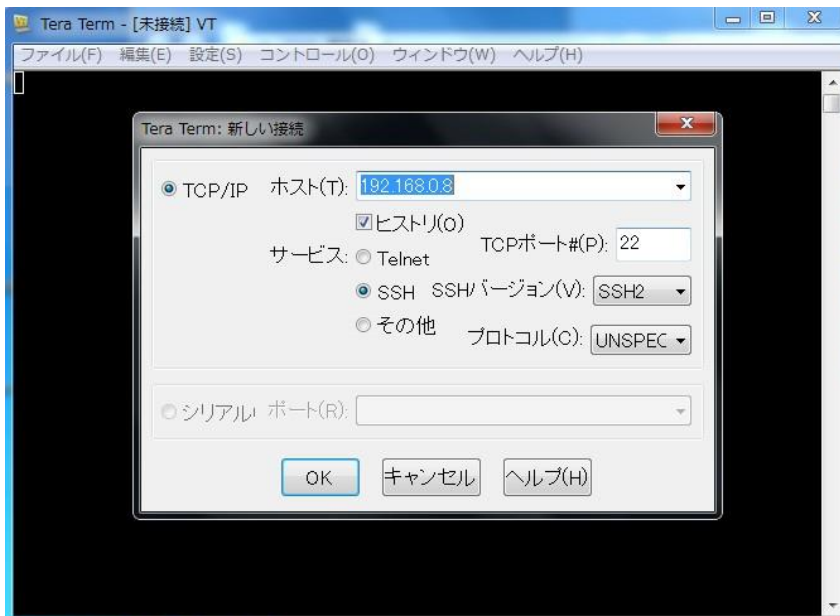 Tera Term - [未接続] VT
ファイル(F) 編集(E) 設定(S) コントロール(O) ウィンドウ(W) ヘルプ(H)
Tera Term: 新しい接続
TCP/IP ホスト(T): 192.168.0.8
ヒストリ(O)
サービス: Telnet TCPポート#(P): 22
SSH SSHバージョン(V): SSH2
その他 プロトコル(C): UNSPEC
シリアル ポート(R):
OK キャンセル ヘルプ(H)